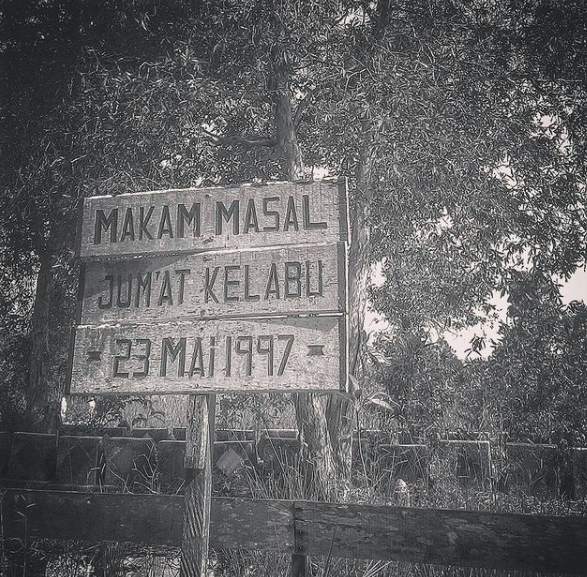 MAKAM MASAL
JUM'AT KELABU
- 23 MAi 1997 -